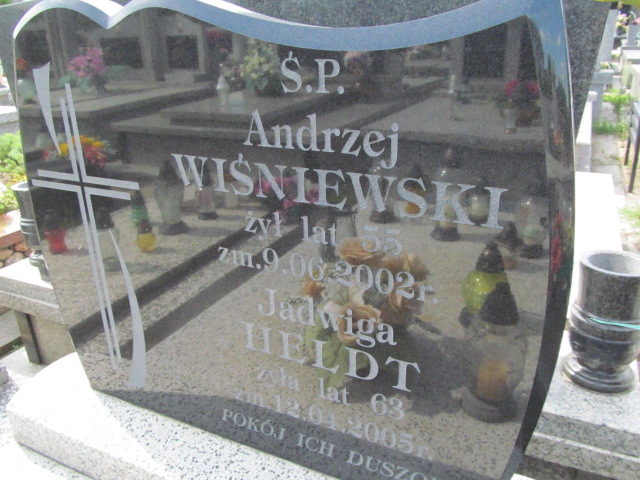 Ś.P.
Andrzej
WIŚNIEWSKI
żył lat 55
zm.9.06.2002r.
Jadwiga
HELDT
żyła lat 63
zm.12.04.2005r.
POKÓJ ICH DUSZO